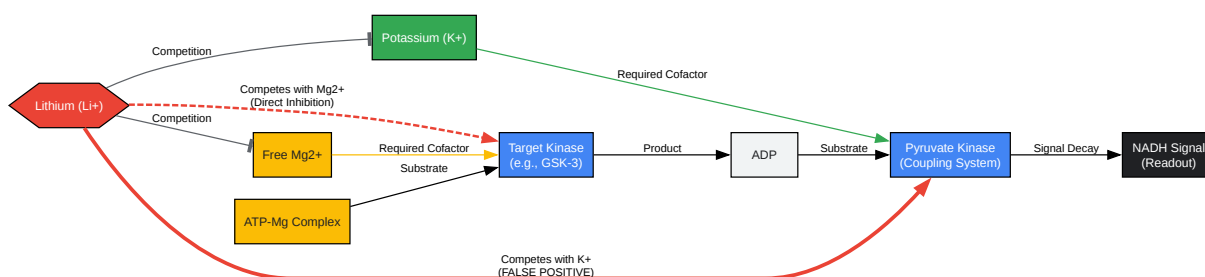 Potassium (K+)
Competition
Required Cofactor
Competes with Mg2+
(Direct Inhibition)
Lithium (Li+)
Competition
Free Mg2+
Required Cofactor
Substrate
Target Kinase
(e.g., GSK-3)
Product
ADP
Substrate
Pyruvate Kinase
(Coupling System)
Signal Decay
NADH Signal
(Readout)
ATP-Mg Complex
Competes with K+
(FALSE POSITIVE)